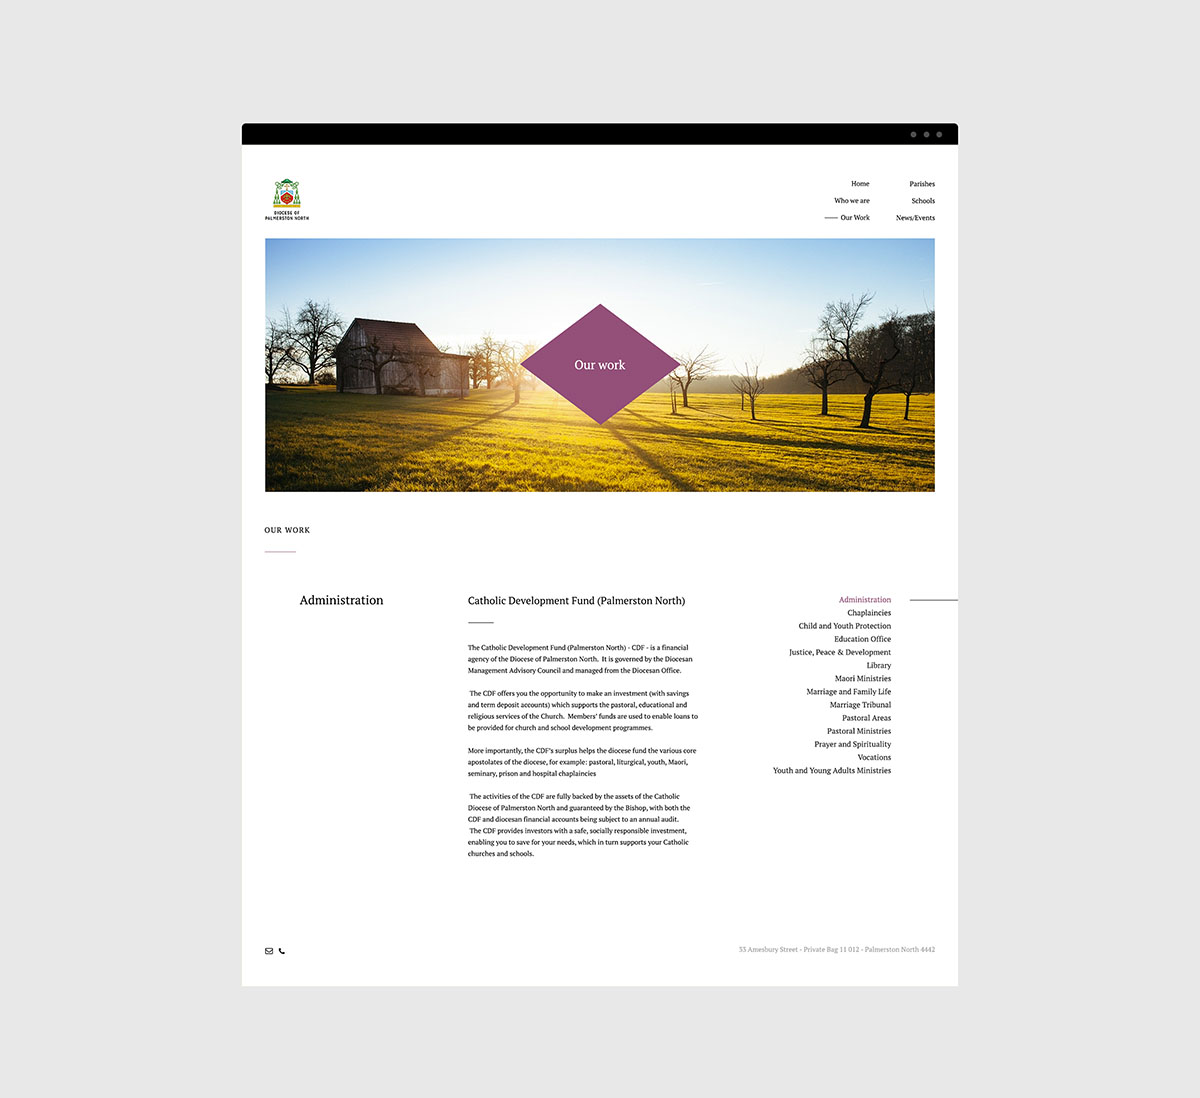 DIOCESE OF
PALMERSTON NORTH
Home
Who we are
Our Work
Parishes
Schools
News/Events
Our work
OUR WORK
Administration
Catholic Development Fund (Palmerston North)
The Catholic Development Fund (Palmerston North) - CDF - is a financial
agency of the Diocese of Palmerston North.  It is governed by the Diocesan
Management Advisory Council and managed from the Diocesan Office.
The CDF offers you the opportunity to make an investment (with savings
and term deposit accounts) which supports the pastoral, educational and
religious services of the Church.  Members' funds are used to enable loans to
be provided for church and school development programmes.
More importantly, the CDF's surplus helps the diocese fund the various core
apostolates of the diocese, for example: pastoral, liturgical, youth, Maori,
seminary, prison and hospital chaplaincies
The activities of the CDF are fully backed by the assets of the Catholic
Diocese of Palmerston North and guaranteed by the Bishop, with both the
CDF and diocesan financial accounts being subject to an annual audit.
The CDF provides investors with a safe, socially responsible investment,
enabling you to save for your needs, which in turn supports your Catholic
churches and schools.
Administration
Chaplaincies
Child and Youth Protection
Education Office
Justice, Peace & Development
Library
Maori Ministries
Marriage and Family Life
Marriage Tribunal
Pastoral Areas
Pastoral Ministries
Prayer and Spirituality
Vocations
Youth and Young Adults Ministries
33 Amesbury Street - Private Bag 11 012 - Palmerston North 4442